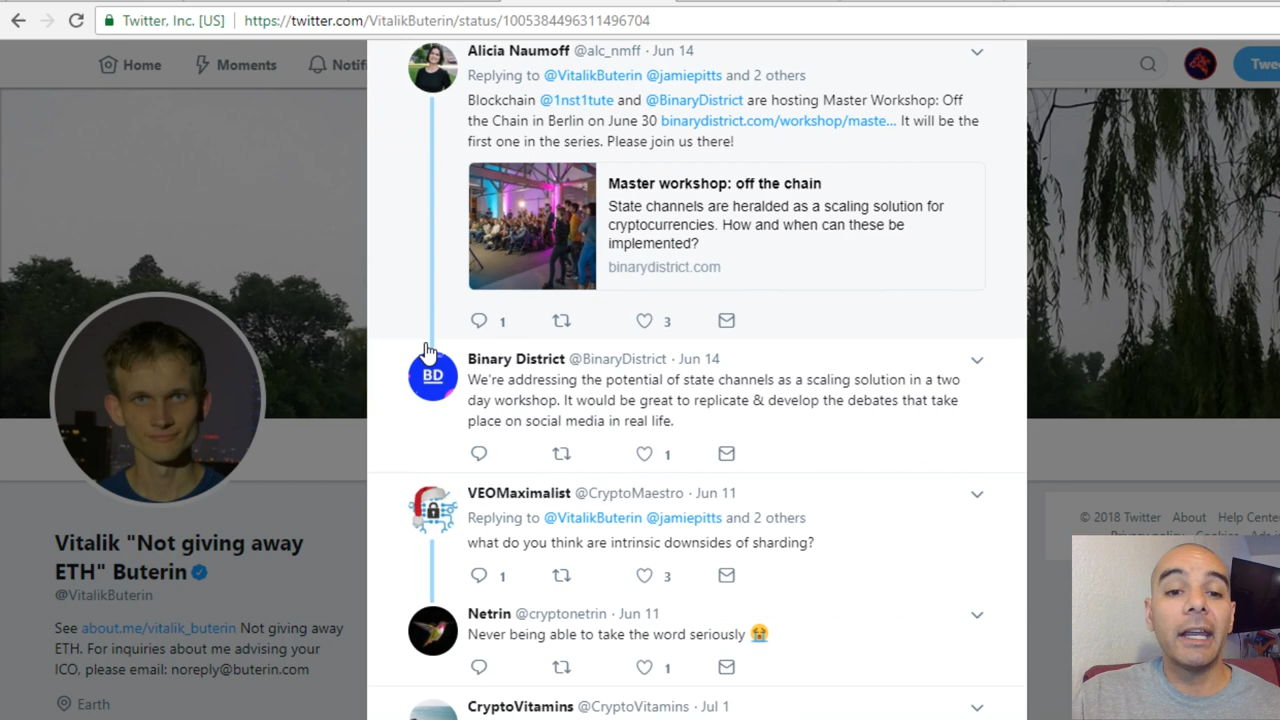 Twitter, Inc. [US]
https://twitter.com/VitalikButerin/status/1005384496311496704
Home
Moments
Notifi
Twee
Alicia Naumoff @alc_nmff · Jun 14
Replying to @VitalikButerin @jamiepitts and 2 others
Blockchain @1nst1tute and @BinaryDistrict are hosting Master Workshop: Off
the Chain in Berlin on June 30 binarydistrict.com/workshop/maste... It will be the
first one in the series. Please join us there!
Master workshop: off the chain
State channels are heralded as a scaling solution for
cryptocurrencies. How and when can these be
implemented?
binarydistrict.com
1
3
BD
Binary District @BinaryDistrict · Jun 14
We're addressing the potential of state channels as a scaling solution in a two
day workshop. It would be great to replicate & develop the debates that take
place on social media in real life.
1
VEOMaximalist @CryptoMaestro · Jun 11
Replying to @VitalikButerin @jamiepitts and 2 others
what do you think are intrinsic downsides of sharding?
1
3
Netrin @cryptonetrin · Jun 11
Never being able to take the word seriously 😭
1
CryptoVitamins @CryptoVitamins · Jul 1
Vitalik "Not giving away
ETH" Buterin
@VitalikButerin
See about.me/vitalik_buterin Not giving away
ETH. For inquiries about me advising your
ICO, please email: noreply@buterin.com
Earth
© 2018 Twitter About Help Center